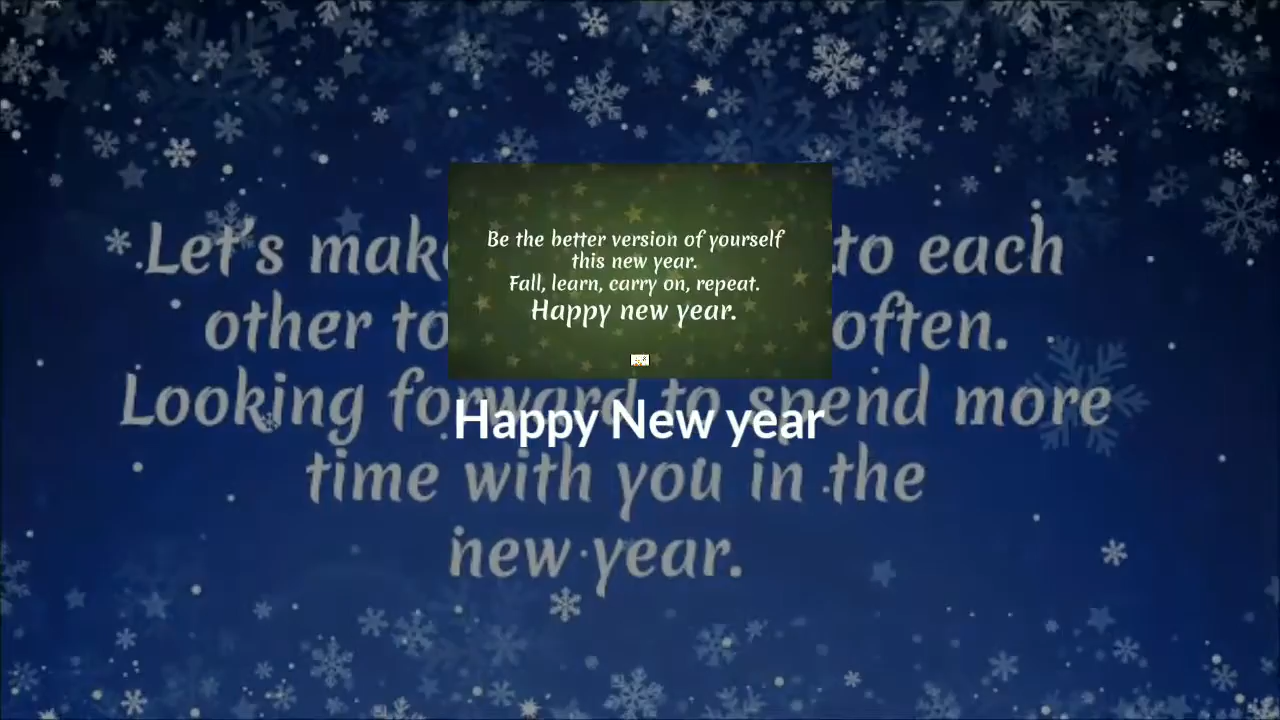 Let's make to each
other to often.
Looking forward to spend more
time with you in the
new year.
Be the better version of yourself
this new year.
Fall, learn, carry on, repeat.
Happy new year.
Happy New year